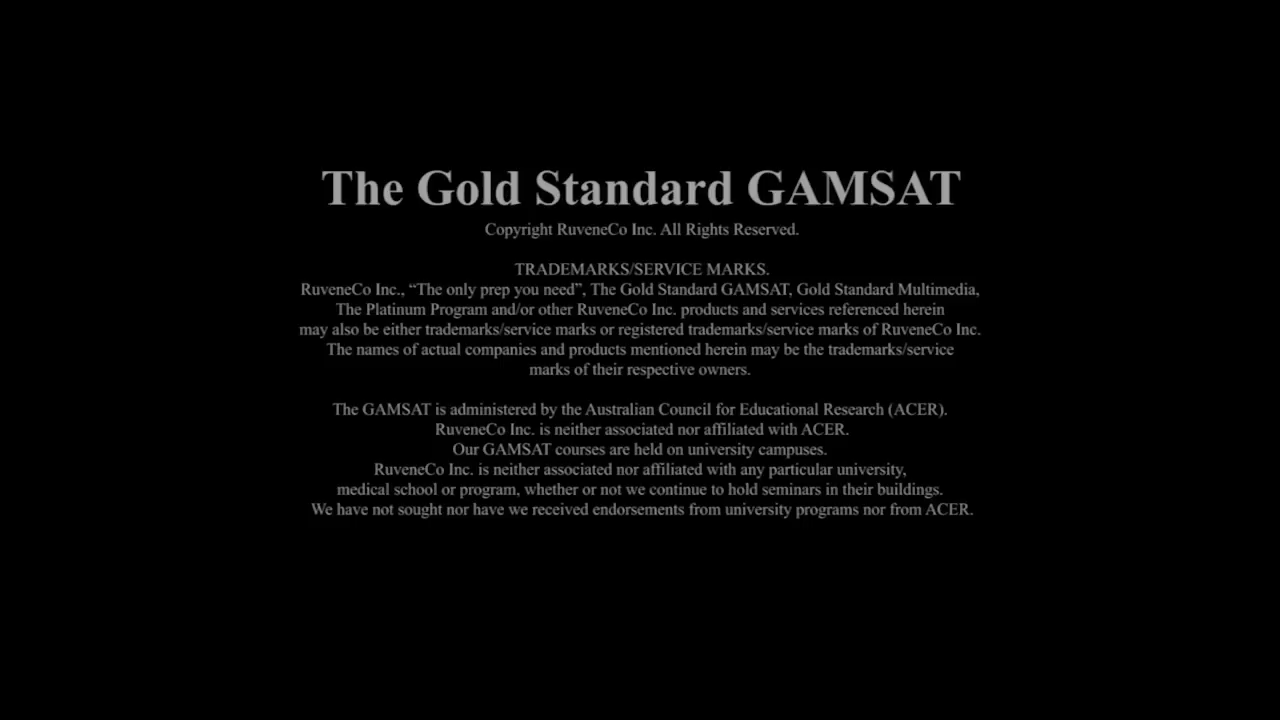 The Gold Standard GAMSAT
Copyright RuveneCo Inc. All Rights Reserved.
TRADEMARKS/SERVICE MARKS.
RuveneCo Inc., “The only prep you need”, The Gold Standard GAMSAT, Gold Standard Multimedia,
The Platinum Program and/or other RuveneCo Inc. products and services referenced herein
may also be either trademarks/service marks or registered trademarks/service marks of RuveneCo Inc.
The names of actual companies and products mentioned herein may be the trademarks/service
marks of their respective owners.
The GAMSAT is administered by the Australian Council for Educational Research (ACER).
RuveneCo Inc. is neither associated nor affiliated with ACER.
Our GAMSAT courses are held on university campuses.
RuveneCo Inc. is neither associated nor affiliated with any particular university,
medical school or program, whether or not we continue to hold seminars in their buildings.
We have not sought nor have we received endorsements from university programs nor from ACER.